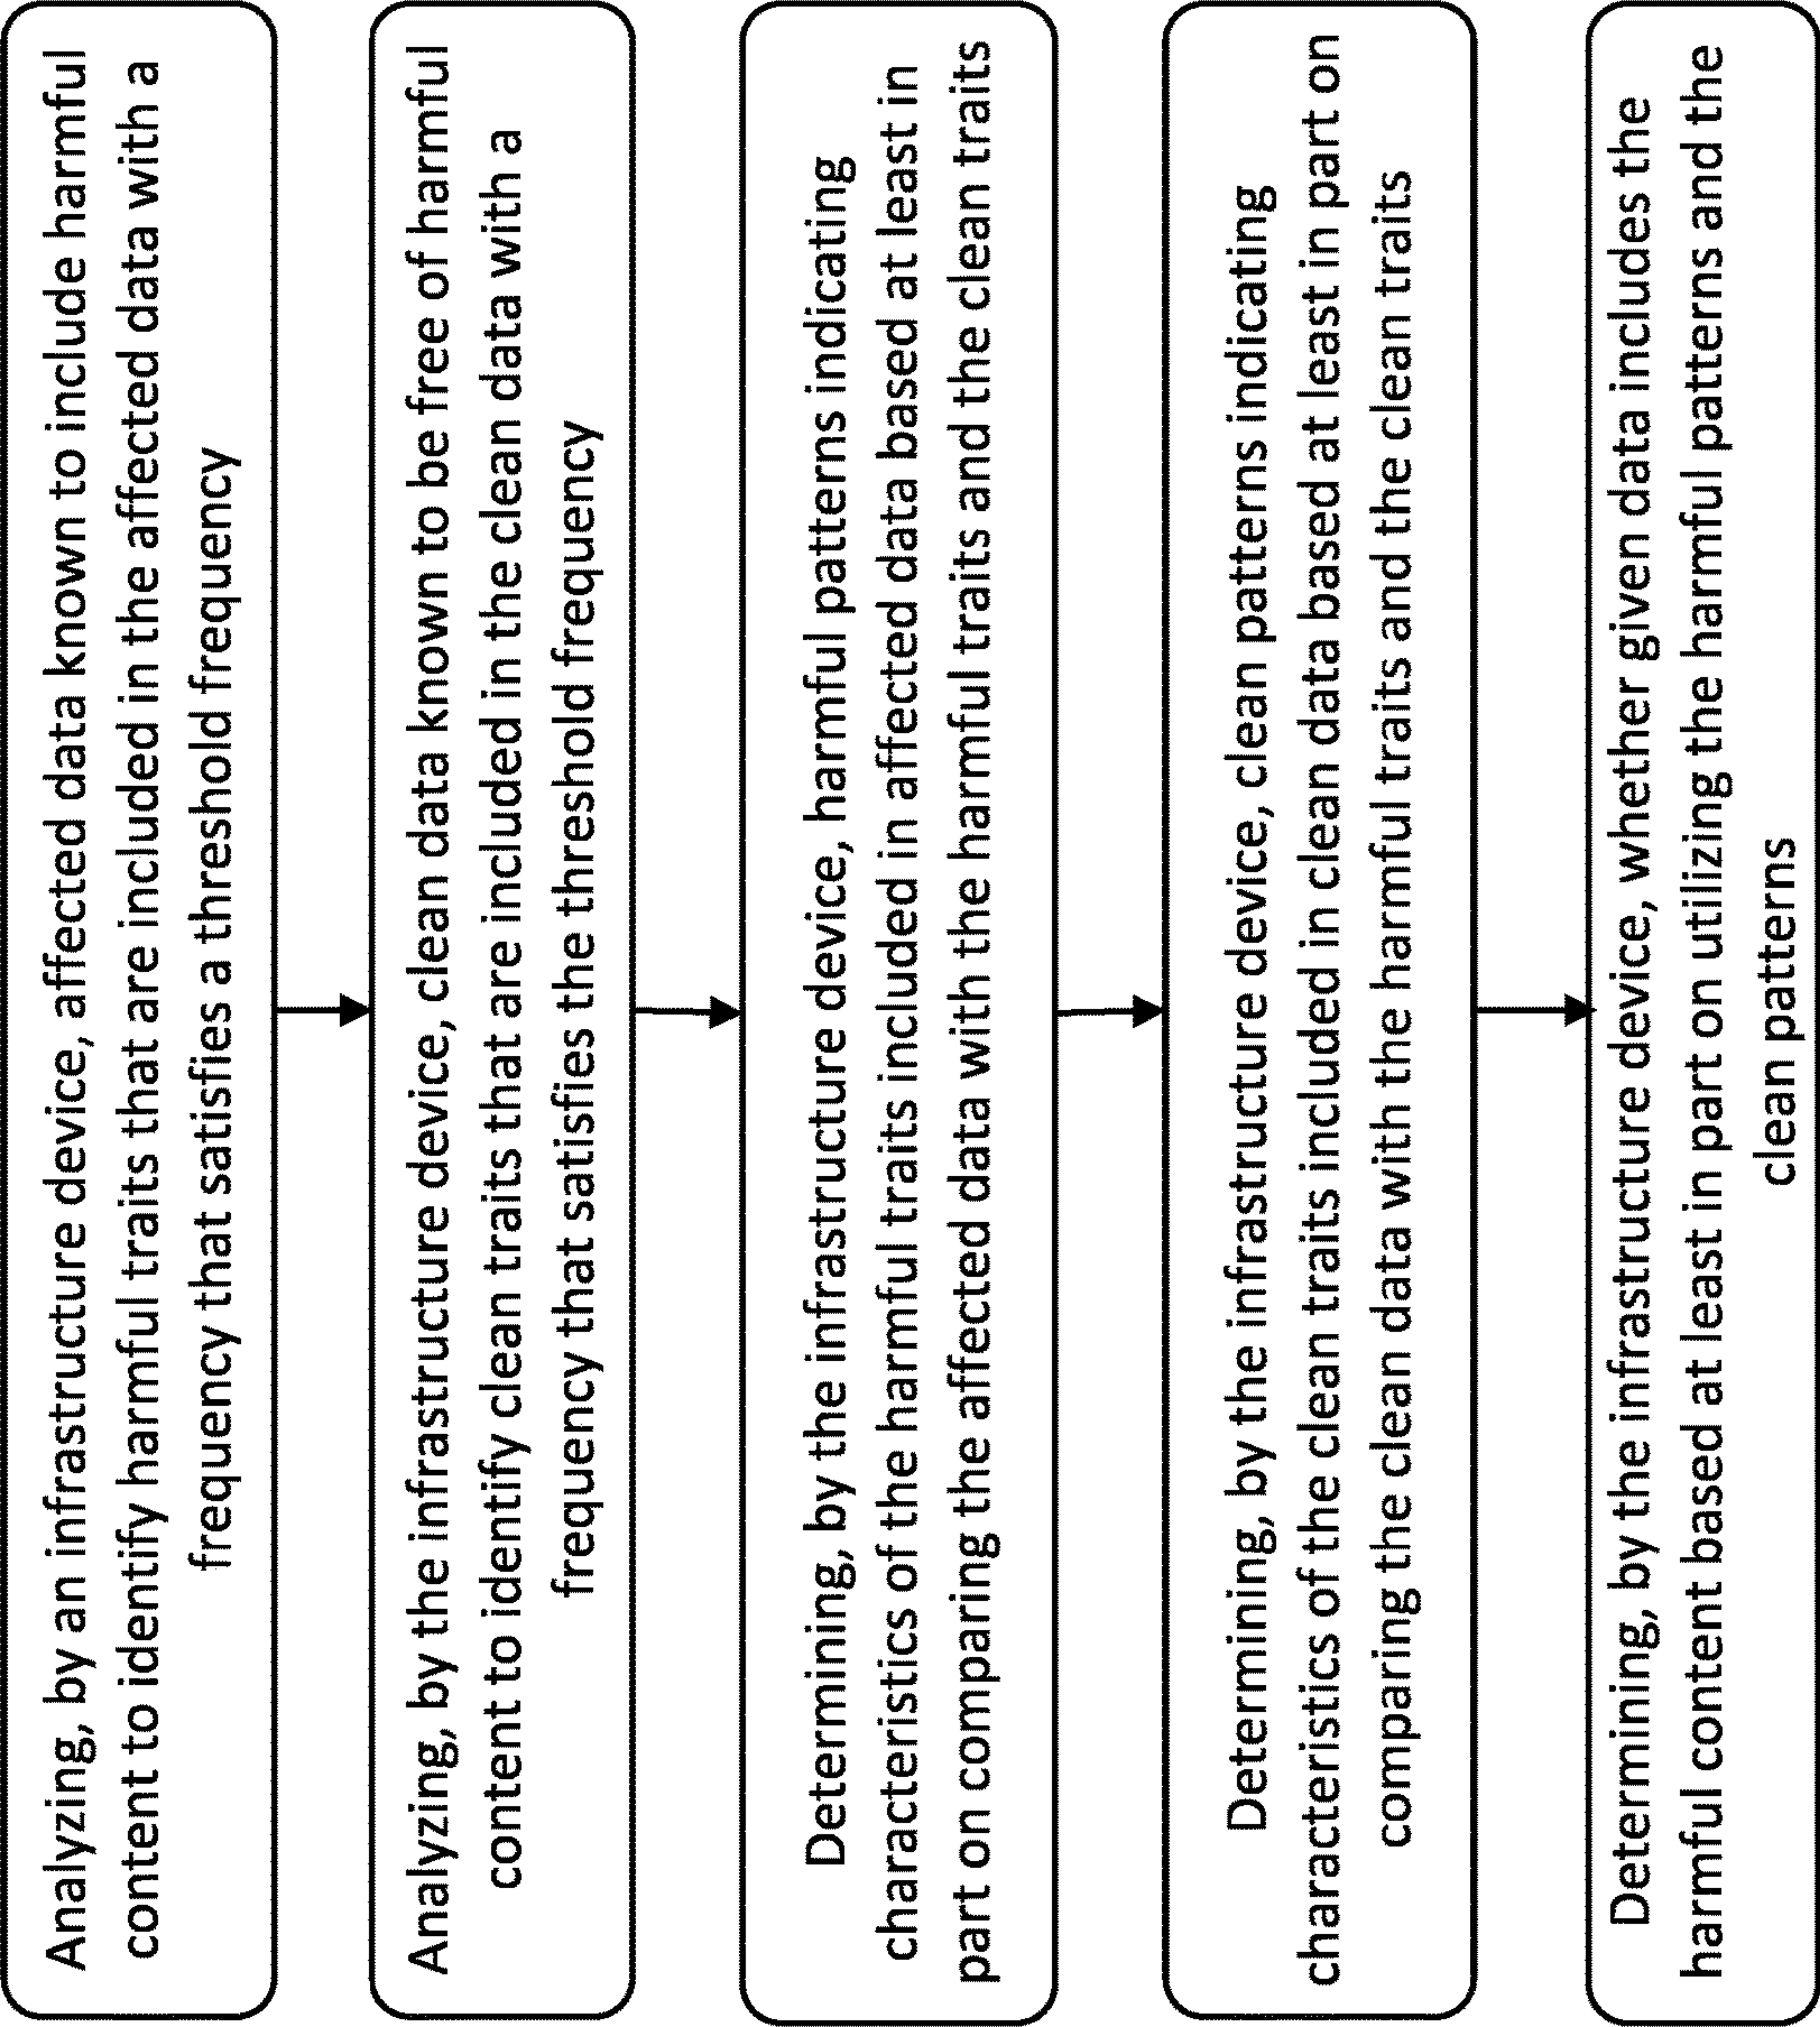 Analyzing, by an infrastructure device, affected data known to include harmful
content to identify harmful traits that are included in the affected data with a
frequency that satisfies a threshold frequency
Analyzing, by the infrastructure device, clean data known to be free of harmful
content to identify clean traits that are included in the clean data with a
frequency that satisfies the threshold frequency
Determining, by the infrastructure device, harmful patterns indicating
characteristics of the harmful traits included in affected data based at least in
part on comparing the affected data with the harmful traits and the clean traits
Determining, by the infrastructure device, clean patterns indicating
characteristics of the clean traits included in clean data based at least in part on
comparing the clean data with the harmful traits and the clean traits
Determining, by the infrastructure device, whether given data includes the
harmful content based at least in part on utilizing the harmful patterns and the
clean patterns